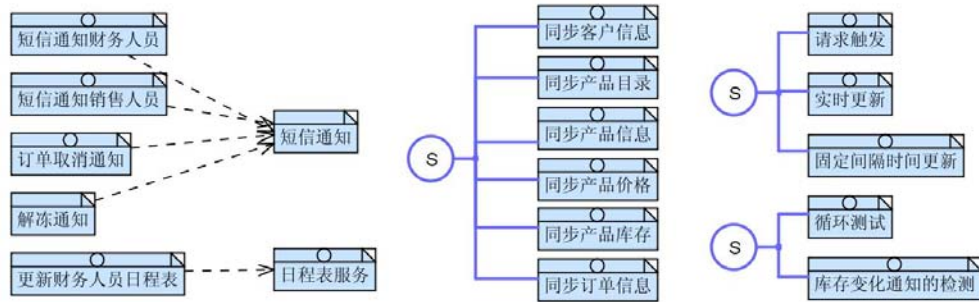 短信通知财务人员
短信通知销售人员
订单取消通知
解冻通知
更新财务人员日程表
短信通知
日程表服务
S
同步客户信息
同步产品目录
同步产品信息
同步产品价格
同步产品库存
同步订单信息
S
请求触发
实时更新
固定间隔时间更新
S
循环测试
库存变化通知的检测